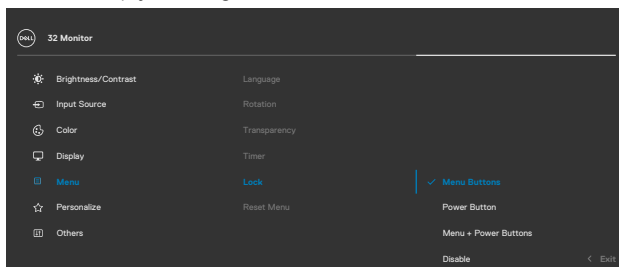 DELL 32 Monitor
Brightness/Contrast Language
Input Source Rotation
Color Transparency
Display Timer
Menu Lock ✓ Menu Buttons
Personalize Reset Menu Power Button
Others Menu + Power Buttons
Disable < Exit